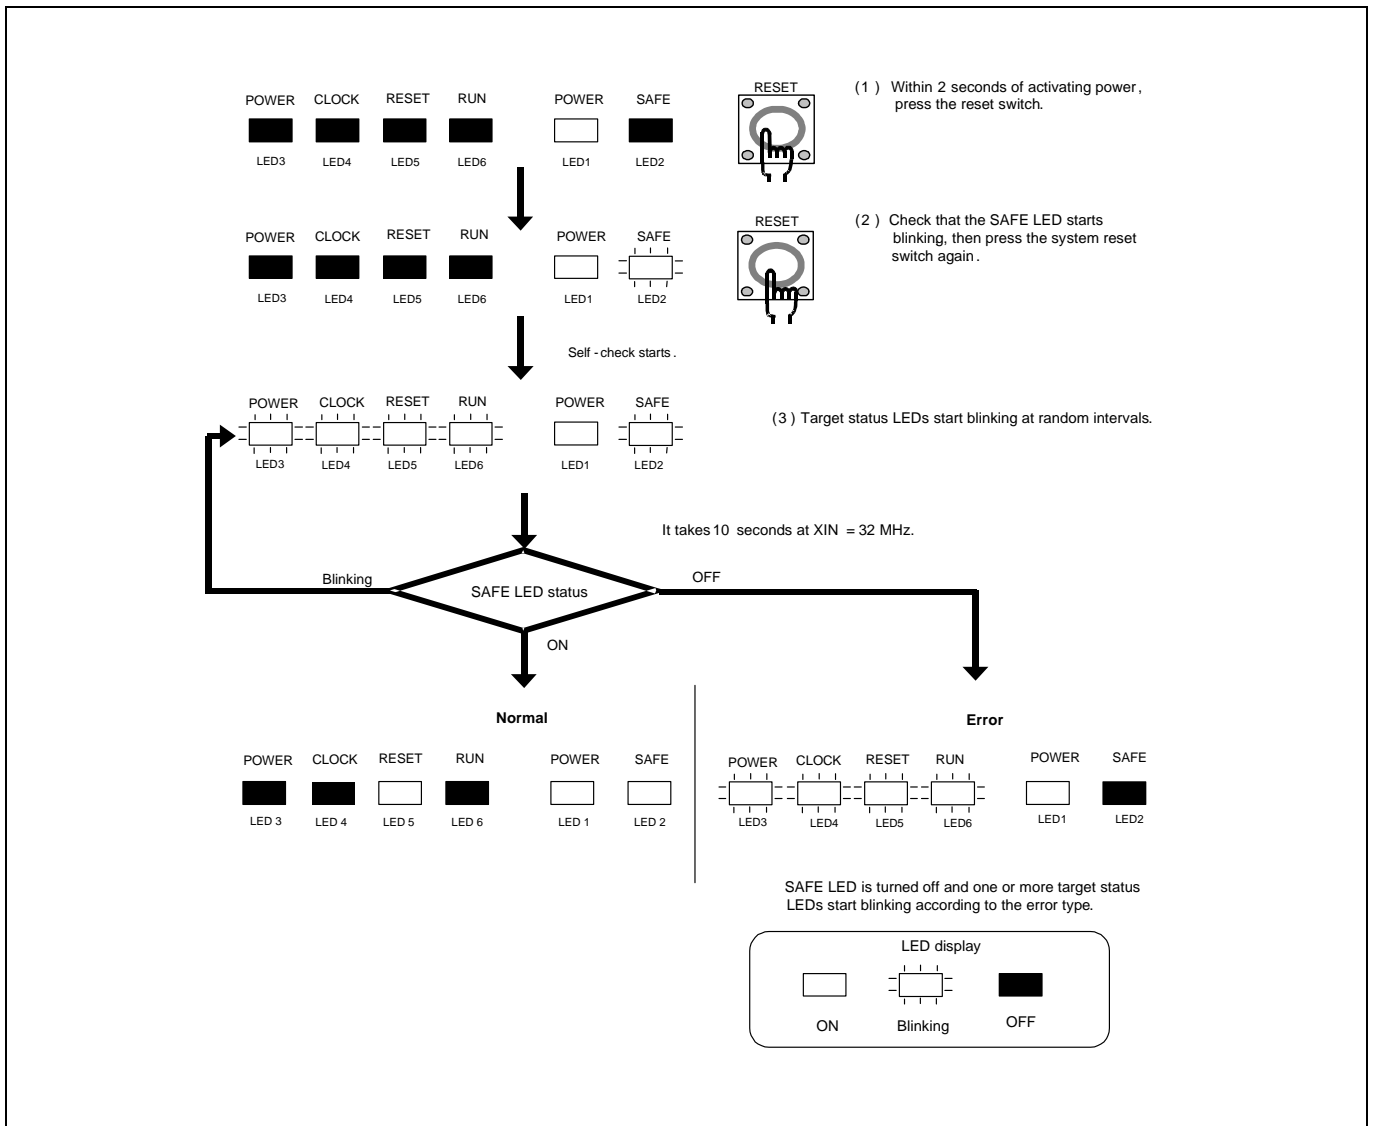 RESET
(1) Within 2 seconds of activating power,
press the reset switch.
POWER CLOCK RESET RUN POWER SAFE
LED3 LED4 LED5 LED6 LED1 LED2
RESET
(2) Check that the SAFE LED starts
blinking, then press the system reset
switch again.
POWER CLOCK RESET RUN POWER SAFE
LED3 LED4 LED5 LED6 LED1 LED2
Self-check starts.
POWER CLOCK RESET RUN POWER SAFE
(3) Target status LEDs start blinking at random intervals.
LED3 LED4 LED5 LED6 LED1 LED2
It takes 10 seconds at XIN = 32 MHz.
Blinking
SAFE LED status
OFF
ON
Normal
Error
POWER CLOCK RESET RUN POWER SAFE
LED 3 LED 4 LED 5 LED 6 LED 1 LED 2
POWER CLOCK RESET RUN POWER SAFE
LED3 LED4 LED5 LED6 LED1 LED2
SAFE LED is turned off and one or more target status
LEDs start blinking according to the error type.
LED display
ON Blinking OFF